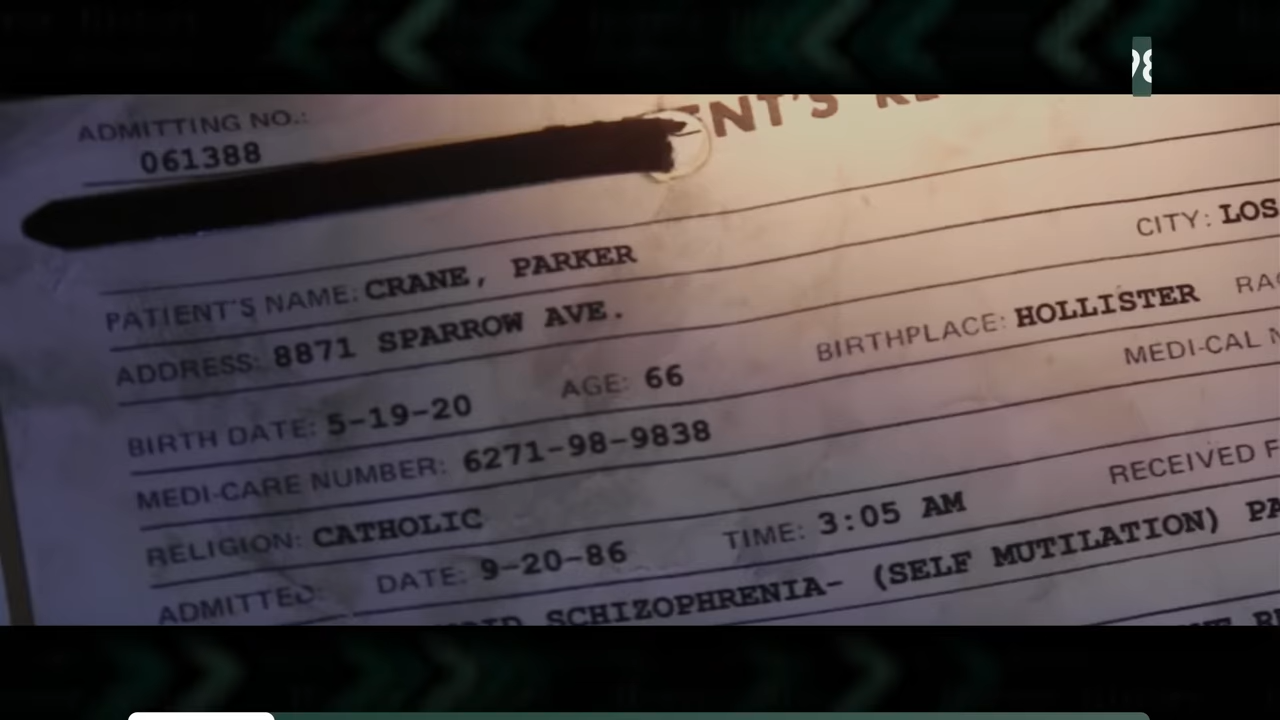 ADMITTING NO.:
061388
PATIENT'S NAME: CRANE, PARKER
ADDRESS: 8871 SPARROW AVE. CITY: LOS
BIRTH DATE: 5-19-20 AGE: 66 BIRTHPLACE: HOLLISTER
MEDI-CARE NUMBER: 6271-98-9838 MEDI-CAL
RELIGION: CATHOLIC
ADMITTED: DATE: 9-20-86 TIME: 3:05 AM RECEIVED
SCHIZOPHRENIA- (SELF MUTILATION)